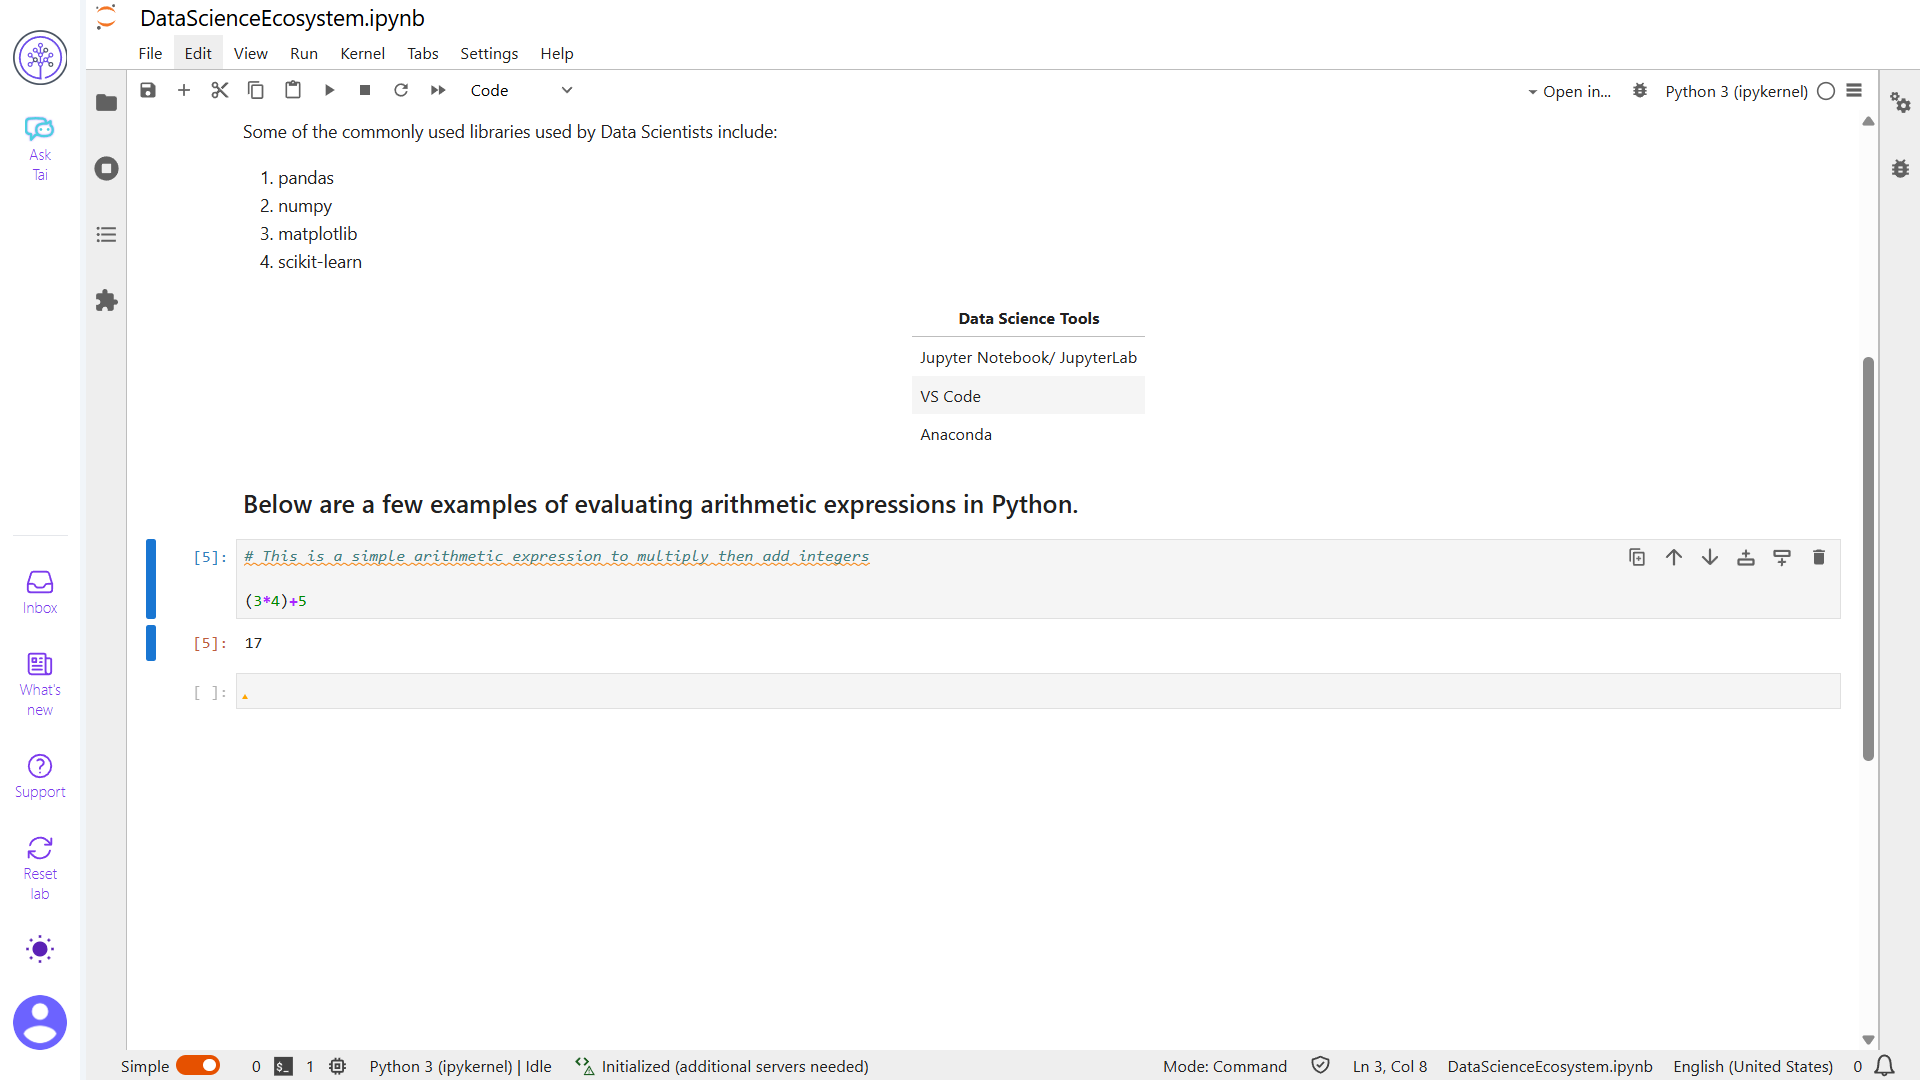 DataScienceEcosystem.ipynb
File Edit View Run Kernel Tabs Settings Help
Code
Open in...
Python 3 (ipykernel)
Ask
Tai
Some of the commonly used libraries used by Data Scientists include:
1. pandas
2. numpy
3. matplotlib
4. scikit-learn
Data Science Tools
Jupyter Notebook/ JupyterLab
VS Code
Anaconda
Below are a few examples of evaluating arithmetic expressions in Python.
[5]: # This is a simple arithmetic expression to multiply then add integers
(3*4)+5
[5]: 17
[ ]:
Inbox
What's
new
Support
Reset
lab
Simple 0 $_ 1 Python 3 (ipykernel) | Idle Initialized (additional servers needed) Mode: Command Ln 3, Col 8 DataScienceEcosystem.ipynb English (United States) 0